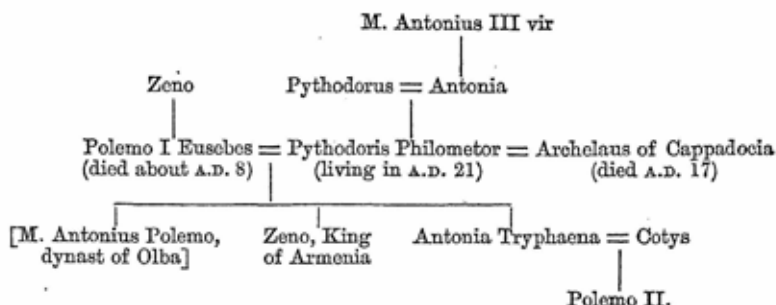 M. Antonius III vir
Zeno Pythodorus = Antonia
Polemo I Eusebes = Pythodoris Philometor = Archelaus of Cappadocia
(died about A.D. 8) (living in A.D. 21) (died A.D. 17)
[M. Antonius Polemo, Zeno, King Antonia Tryphaena = Cotys
dynast of Olba] of Armenia
Polemo II.